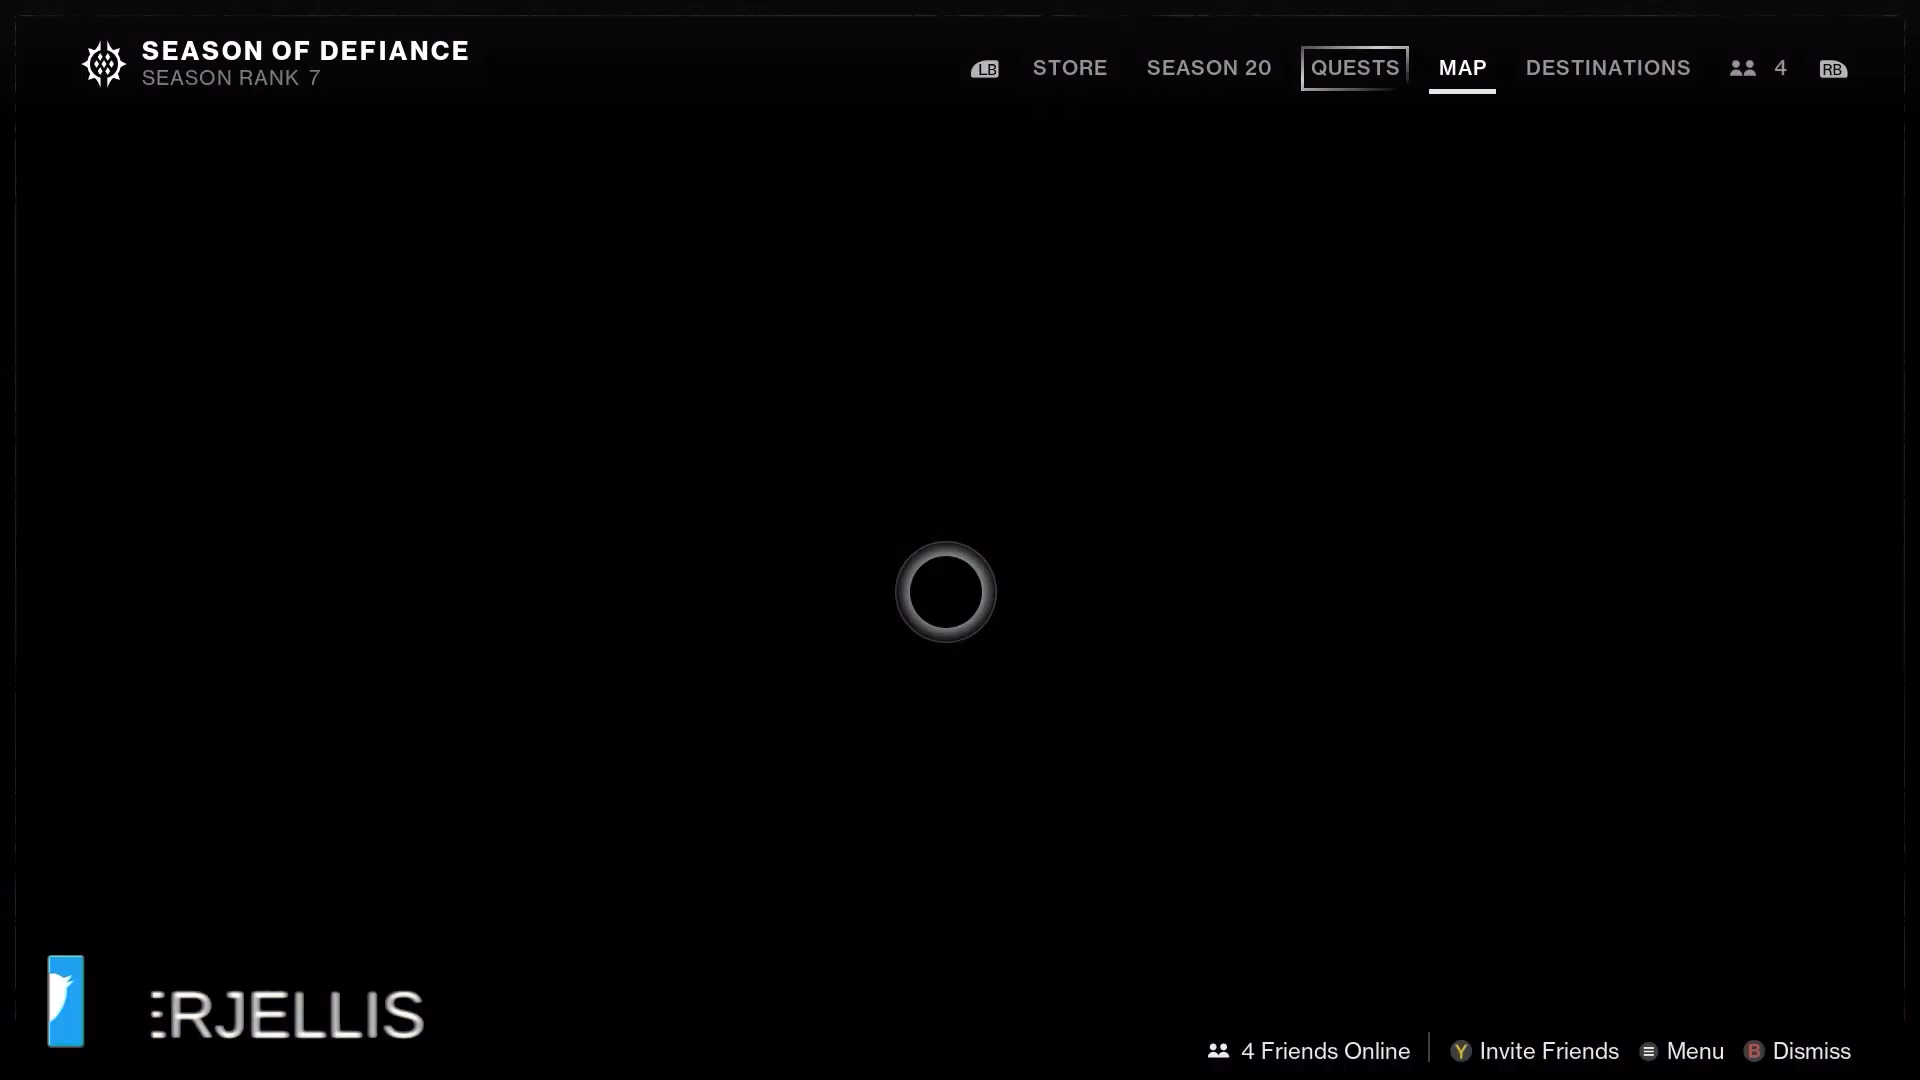 SEASON OF DEFIANCE
SEASON RANK 7
LB STORE SEASON 20 QUESTS MAP DESTINATIONS 4 RB
ERJELLIS
4 Friends Online Y Invite Friends Menu B Dismiss